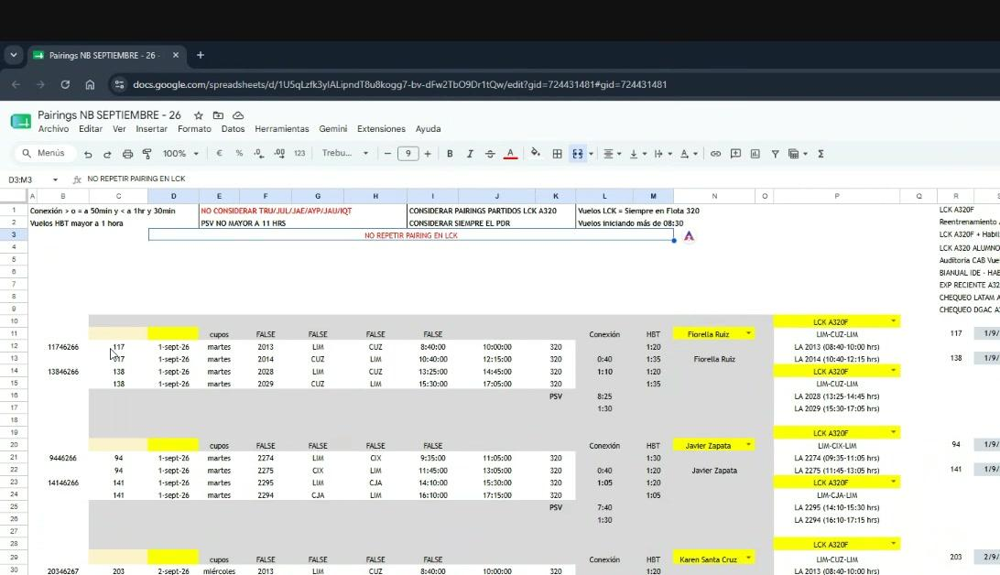 Pairings NB SEPTIEMBRE - 26 -
docs.google.com/spreadsheets/d/1U5qLzfk3yIALipndT8u8kogg7-bv-dFw2TbO9Dr1tQw/edit?gid=724431481#gid=724431481
Pairings NB SEPTIEMBRE - 26
Archivo Editar Ver Insertar Formato Datos Herramientas Gemini Extensiones Ayuda
Menús 100% € % .0 .00 123 Trebu... − 9 + B I S A Σ
D3:M3 fx NO REPETIR PAIRING EN LCK
A B C D E F G H I J K L M N O P Q R
1 Conexión > o = a 50min y < a 1hr y 30min NO CONSIDERAR TRU/JUL/JAE/AYP/JAU/IQT CONSIDERAR PAIRINGS PARTIDOS LCK A320 Vuelos LCK = Siempre en Flota 320 LCK A320F
2 Vuelos HBT mayor a 1 hora PSV NO MAYOR A 11 HRS CONSIDERAR SIEMPRE EL PDR Vuelos iniciando más de 08:30 Reentrenamiento A
3 NO REPETIR PAIRING EN LCK LCK A320F + Habil
4 LCK A320 ALUMNO
5 Auditoria CAB Vue
6 BIANUAL IDE - HAB
7 EXP RECIENTE A32
8 CHEQUEO LATAM A
9 CHEQUEO DGAC A
10 LCK A320F
11 cupos FALSE FALSE FALSE FALSE Conexión HBT Fiorella Ruiz LIM-CUZ-LIM 117 1/9/
12 11746266 117 1-sept-26 martes 2013 LIM CUZ 8:40:00 10:00:00 320 1:20 LA 2013 (08:40-10:00 hrs)
13 117 1-sept-26 martes 2014 CUZ LIM 10:40:00 12:15:00 320 0:40 1:35 Fiorella Ruiz LA 2014 (10:40-12:15 hrs) 138 1/9/
14 13846266 138 1-sept-26 martes 2028 LIM CUZ 13:25:00 14:45:00 320 1:10 1:20 LCK A320F
15 138 1-sept-26 martes 2029 CUZ LIM 15:30:00 17:05:00 320 1:35 LIM-CUZ-LIM
16 PSV 8:25 LA 2028 (13:25-14:45 hrs)
17 1:30 LA 2029 (15:30-17:05 hrs)
18
19 LCK A320F
20 cupos FALSE FALSE FALSE FALSE Conexión HBT Javier Zapata LIM-CIX-LIM 94 1/9/
21 9446266 94 1-sept-26 martes 2274 LIM CIX 9:35:00 11:05:00 320 1:30 LA 2274 (09:35-11:05 hrs)
22 94 1-sept-26 martes 2275 CIX LIM 11:45:00 13:05:00 320 0:40 1:20 Javier Zapata LA 2275 (11:45-13:05 hrs) 141 1/9/
23 14146266 141 1-sept-26 martes 2295 LIM CJA 14:10:00 15:30:00 320 1:05 1:20 LCK A320F
24 141 1-sept-26 martes 2294 CJA LIM 16:10:00 17:15:00 320 1:05 LIM-CJA-LIM
25 PSV 7:40 LA 2295 (14:10-15:30 hrs)
26 1:30 LA 2294 (16:10-17:15 hrs)
27
28 LCK A320F
29 cupos FALSE FALSE FALSE FALSE Conexión HBT Karen Santa Cruz LIM-CUZ-LIM 203 2/9/
30 20346267 203 2-sept-26 miércoles 2013 LIM CUZ 8:40:00 10:00:00 320 1:20 LA 2013 (08:40-10:00 hrs)